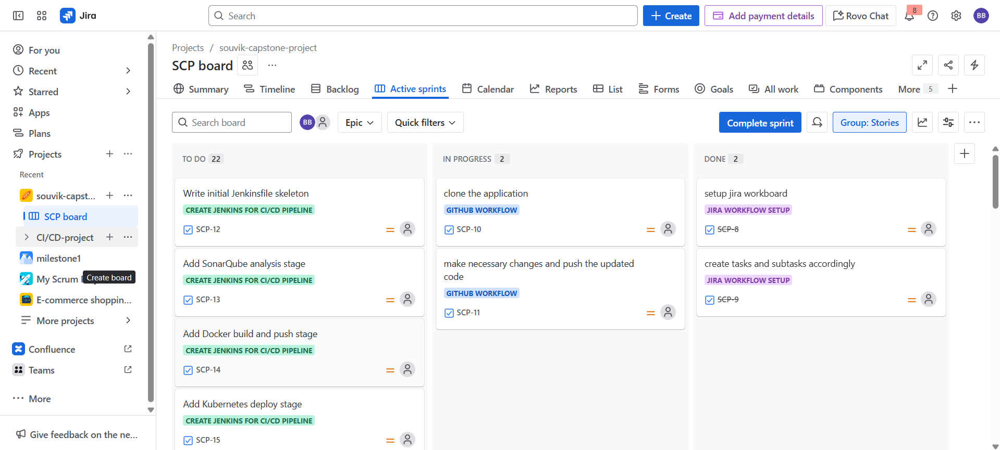 Jira
Search
Create
Add payment details
Rovo Chat
8
BB
For you
Recent
Starred
Apps
Plans
Projects
Recent
souvik-capst...
SCP board
CI/CD-project
milestone1
My Scrum
Create board
E-commerce shoppin...
More projects
Confluence
Teams
More
Give feedback on the ne...
Projects / souvik-capstone-project
SCP board
Summary
Timeline
Backlog
Active sprints
Calendar
Reports
List
Forms
Goals
All work
Components
More 5
Search board
BB
Epic
Quick filters
Complete sprint
Group: Stories
TO DO 22
Write initial Jenkinsfile skeleton
CREATE JENKINS FOR CI/CD PIPELINE
SCP-12
Add SonarQube analysis stage
CREATE JENKINS FOR CI/CD PIPELINE
SCP-13
Add Docker build and push stage
CREATE JENKINS FOR CI/CD PIPELINE
SCP-14
Add Kubernetes deploy stage
CREATE JENKINS FOR CI/CD PIPELINE
SCP-15
IN PROGRESS 2
clone the application
GITHUB WORKFLOW
SCP-10
make necessary changes and push the updated
code
GITHUB WORKFLOW
SCP-11
DONE 2
setup jira workboard
JIRA WORKFLOW SETUP
SCP-8
create tasks and subtasks accordingly
JIRA WORKFLOW SETUP
SCP-9